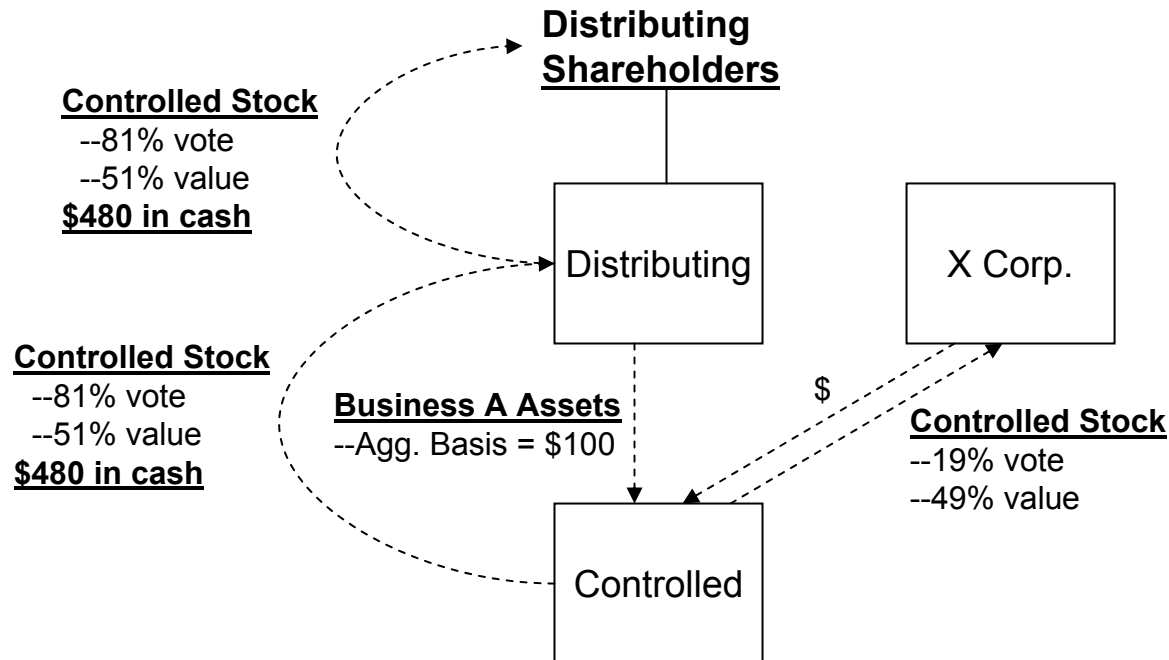 Distributing
Shareholders
Controlled Stock
--81% vote
--51% value
$480 in cash
Distributing
X Corp.
Controlled Stock
--81% vote
--51% value
$480 in cash
Business A Assets
--Agg. Basis = $100
$
Controlled Stock
--19% vote
--49% value
Controlled